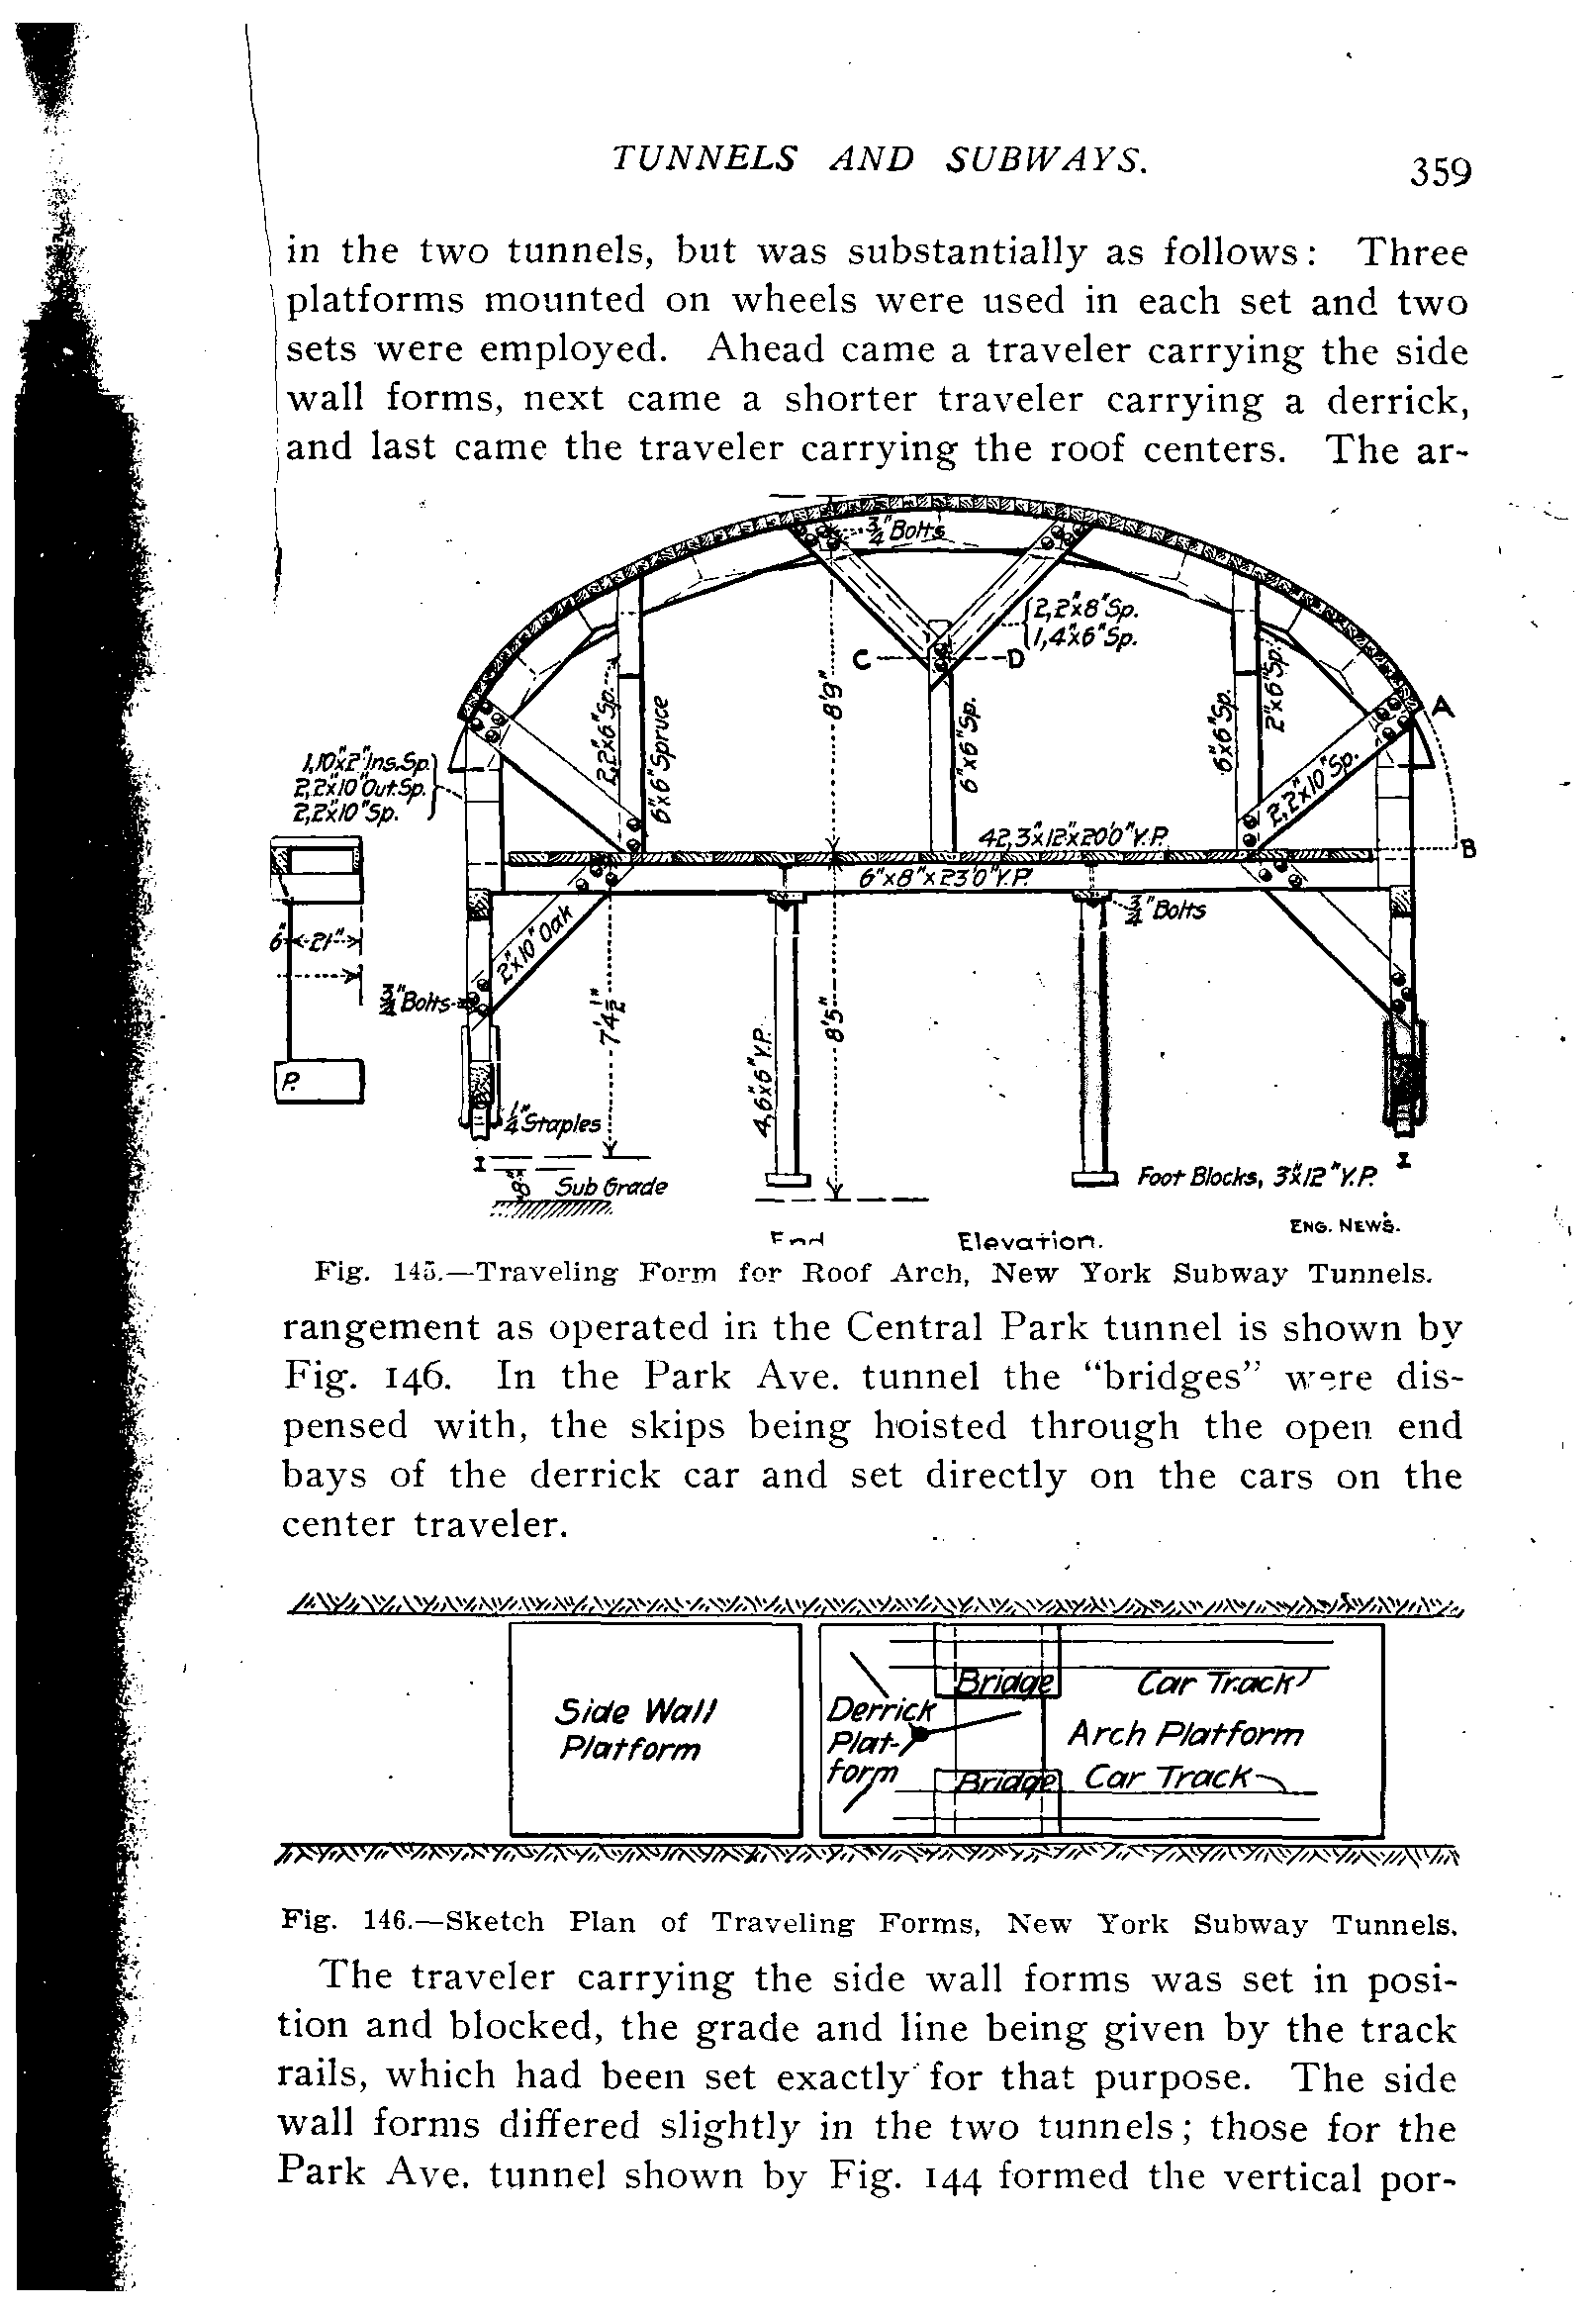 TUNNELS AND SUBWAYS. 359
in the two tunnels, but was substantially as follows: Three
platforms mounted on wheels were used in each set and two
sets were employed. Ahead came a traveler carrying the side
wall forms, next came a shorter traveler carrying a derrick,
and last came the traveler carrying the roof centers. The ar-
3/4" Bolts
2, 2"x8" Sp.
1, 4"x6" Sp.
C D
8'9"
2, 2"x6" Sp.
6"x6" Spruce
6"x6" Sp.
6"x6" Sp.
2"x6" Sp.
A
1, 10"x2" Ins. Sp.
2, 2"x10" Out. Sp.
2, 2"x10" Sp.
2, 2"x10" Sp.
42, 3"x12"x20'0" Y.P.
B
6"x8"x23'0" Y.P.
3/4" Bolts
2"x10" Oak
6" 21"
3/4" Bolts
7'4 1/2"
8'5"
4, 6"x6" Y.P.
P.
1/4" Staples
8"
Sub Grade
Foot Blocks, 3"x12" Y.P.
ENG. NEWS.
End Elevation.
Fig. 145.—Traveling Form for Roof Arch, New York Subway Tunnels.
rangement as operated in the Central Park tunnel is shown by
Fig. 146. In the Park Ave. tunnel the “bridges” were dis-
pensed with, the skips being hoisted through the open end
bays of the derrick car and set directly on the cars on the
center traveler.
Side Wall
Platform
Derrick
Plat-
form
Bridge
Car Track
Arch Platform
Bridge
Car Track
Fig. 146.—Sketch Plan of Traveling Forms, New York Subway Tunnels.
The traveler carrying the side wall forms was set in posi-
tion and blocked, the grade and line being given by the track
rails, which had been set exactly for that purpose. The side
wall forms differed slightly in the two tunnels; those for the
Park Ave. tunnel shown by Fig. 144 formed the vertical por-